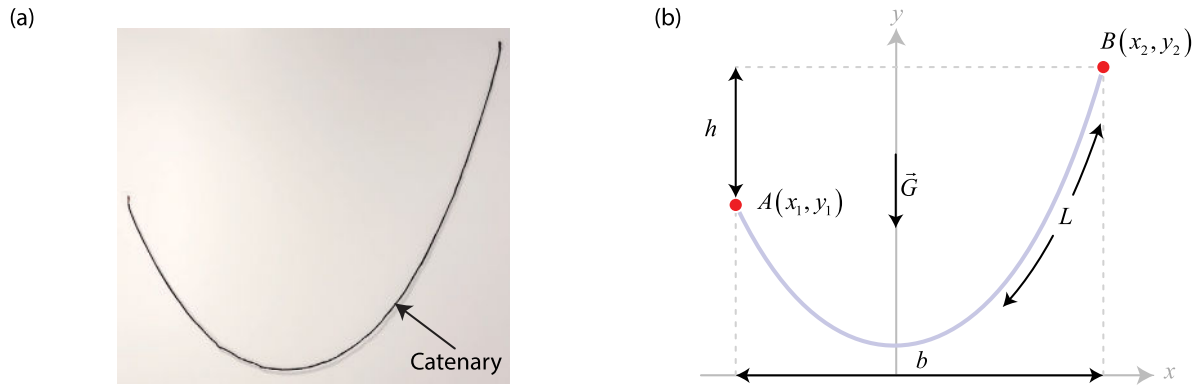 (a)
Catenary
(b)
y
B(x₂, y₂)
h
A(x₁, y₁)
G⃗
L
b
x